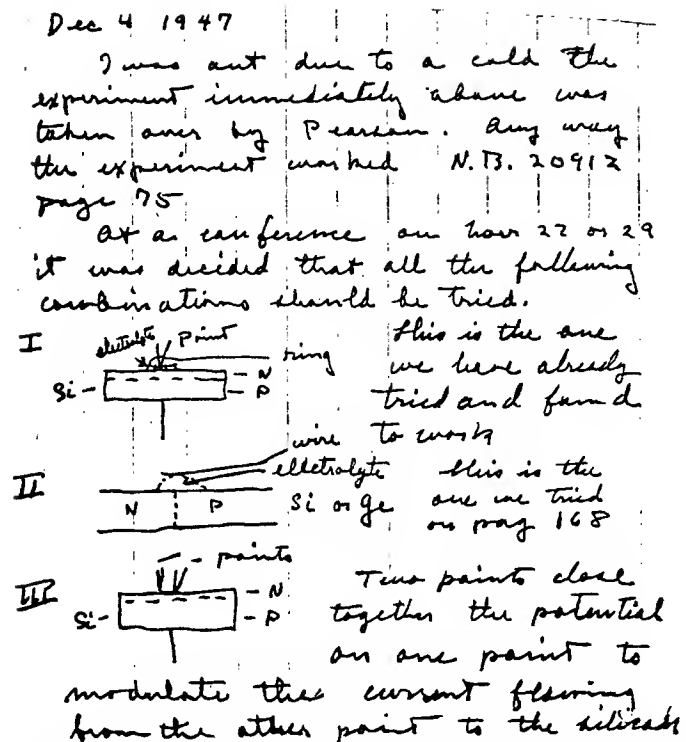 Dec 4 1947
I was out due to a cold the
experiment immediately above was
taken over by Pearson. Any way
the experiment worked N.B. 20912
page 75
At a conference on Nov 22 or 29
it was decided that all the following
combinations should be tried.
I
electrolite point
ring
Si - N
- P
This is the one
we have already
tried and found
to work
II
wire
elletrolyte
N P Si or Ge
This is the
one we tried
on pag 168
III
- points
Si - N
- P
Two points close
together the potential
on one point to
modulate the current flowing
from the other point to the silicon